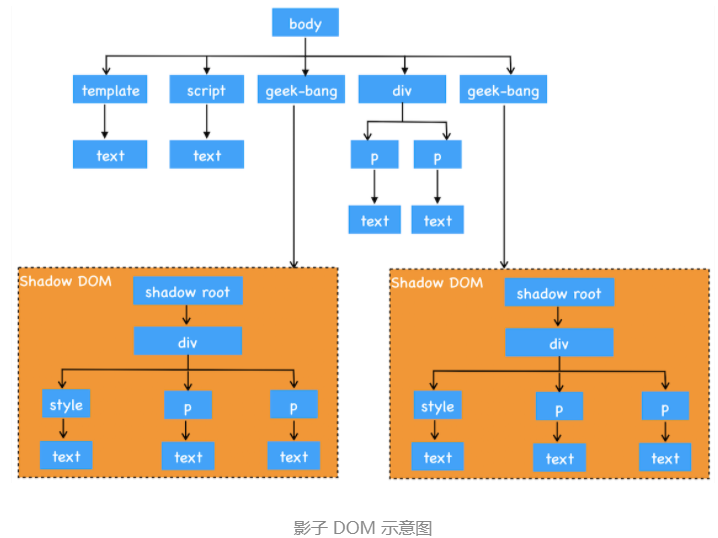 body
template
script
geek-bang
div
geek-bang
text
text
p
p
text
text
Shadow DOM
shadow root
div
style
p
p
text
text
text
Shadow DOM
shadow root
div
style
p
p
text
text
text
影子 DOM 示意图